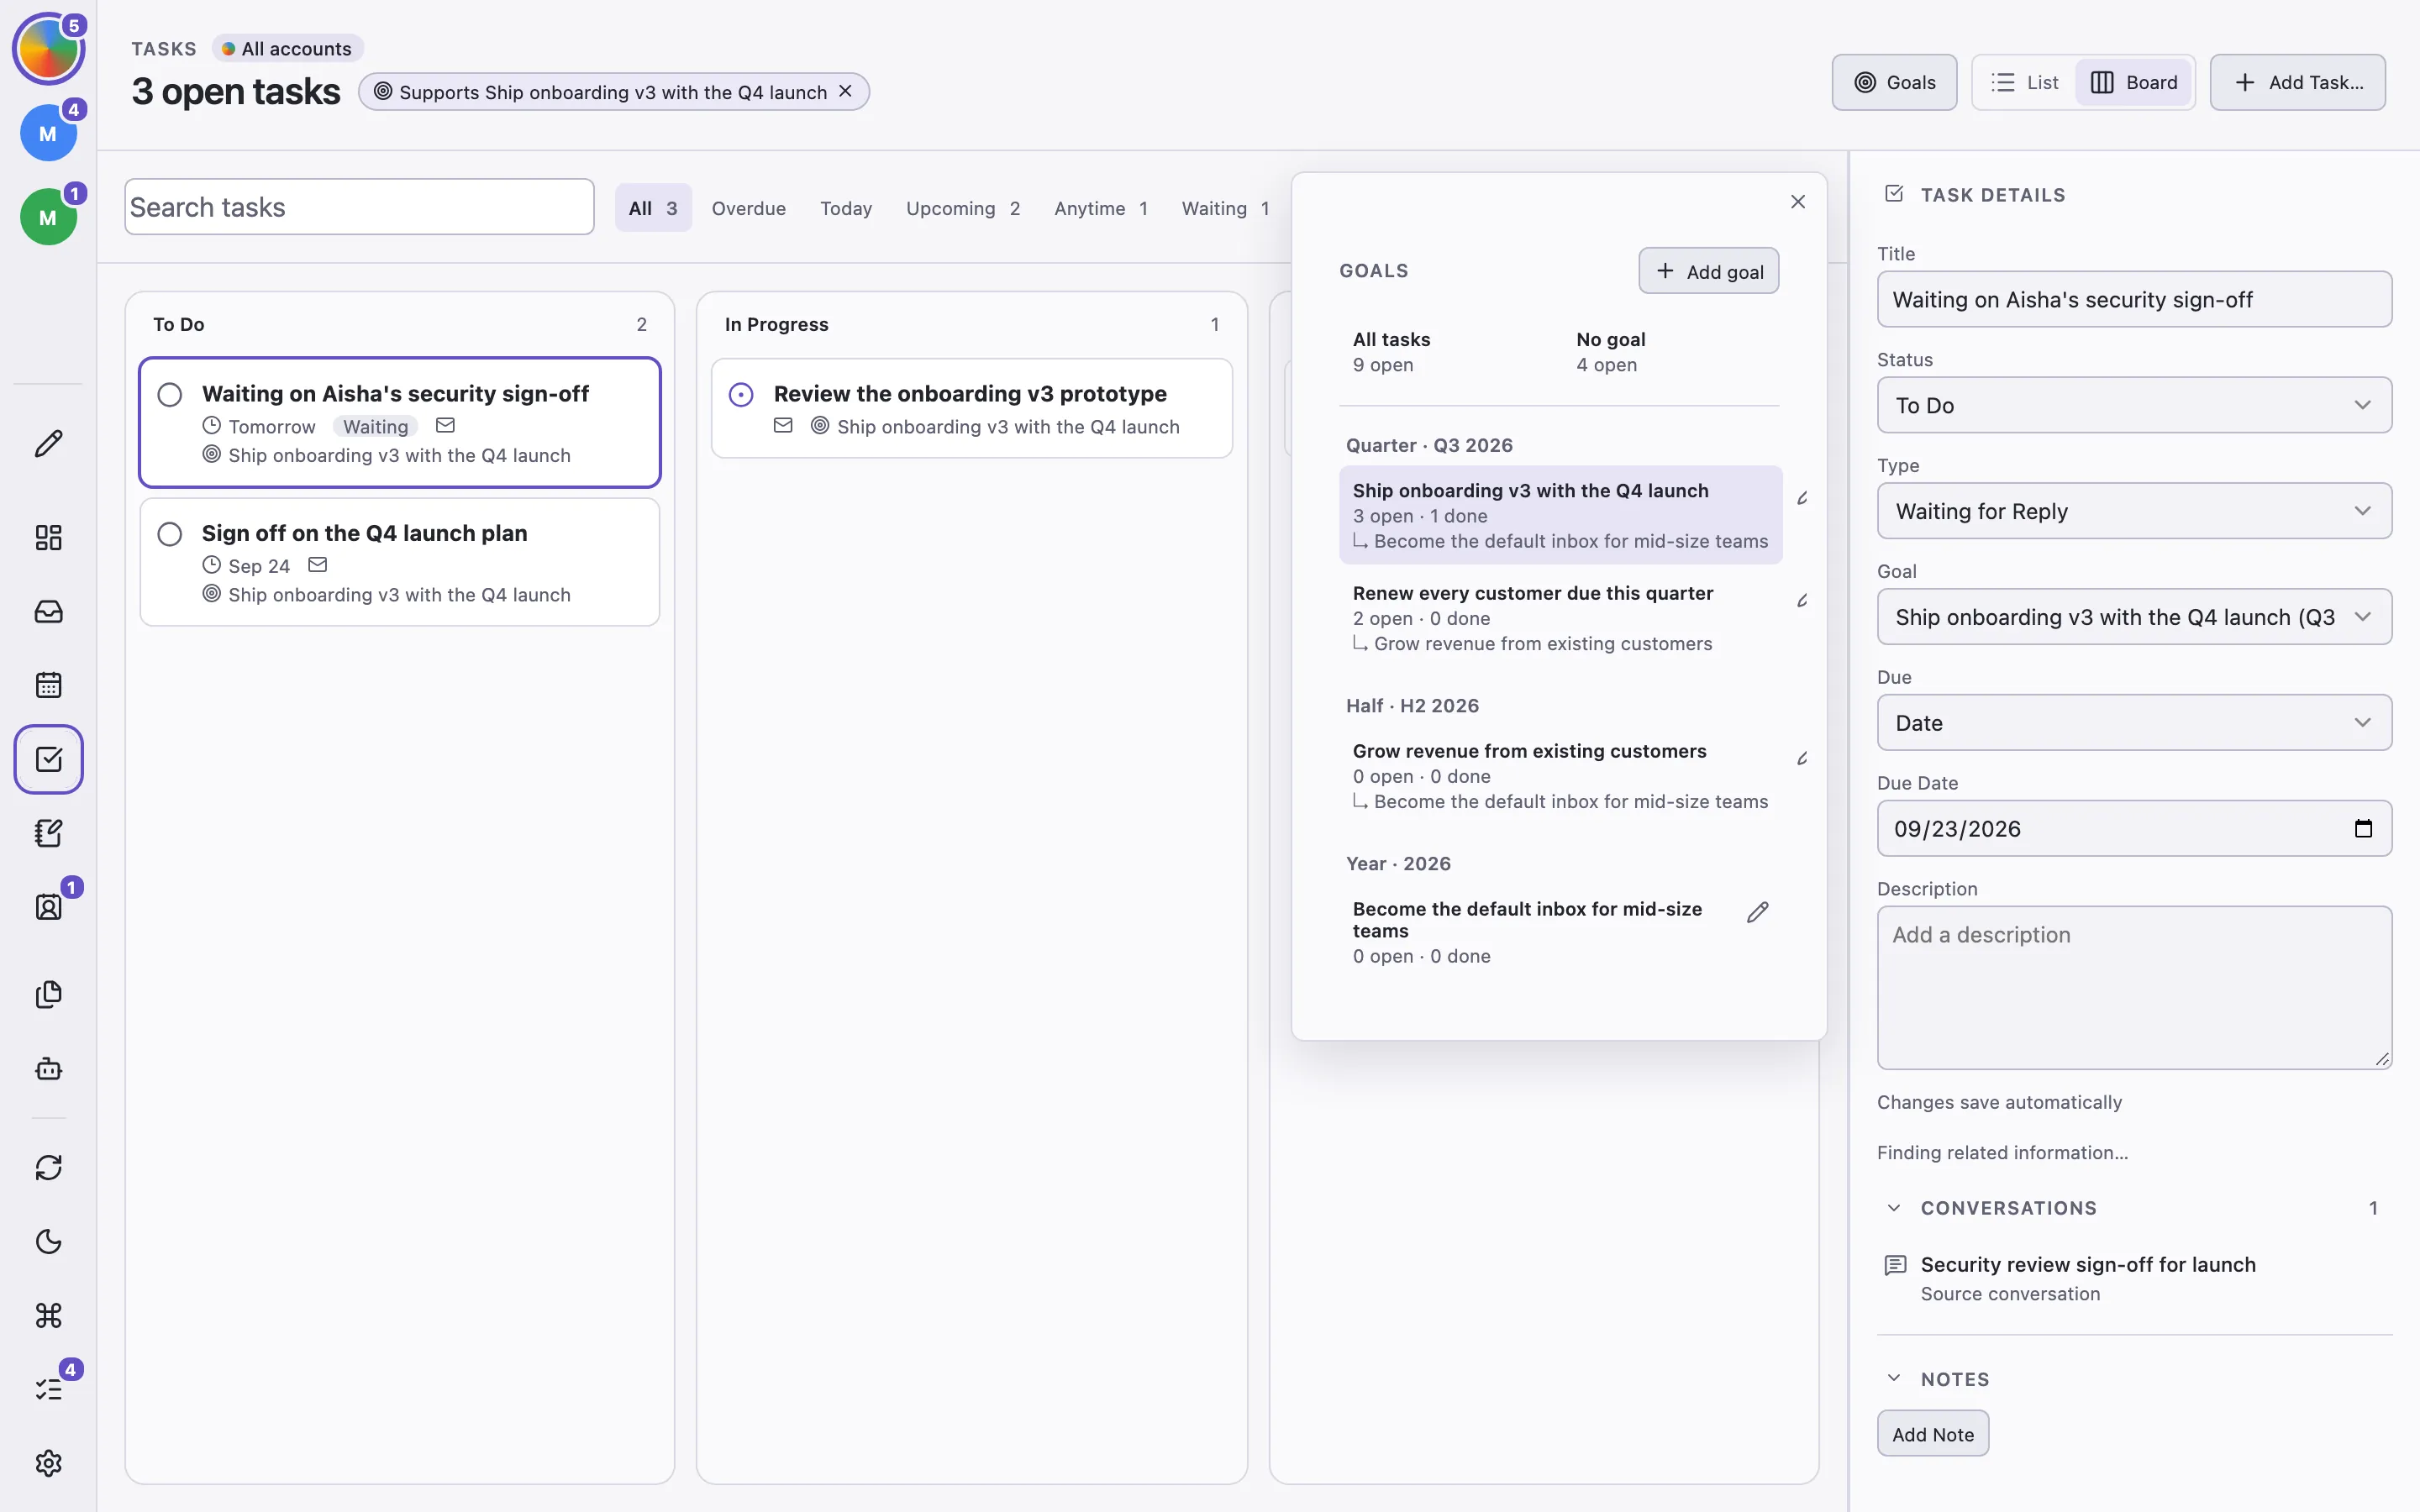 5
M
4
M
1
1
4
TASKS
All accounts
3 open tasks
Supports Ship onboarding v3 with the Q4 launch
Goals
List
Board
Add Task...
Search tasks
All 3
Overdue
Today
Upcoming 2
Anytime 1
Waiting 1
To Do 2
Waiting on Aisha's security sign-off
Tomorrow
Waiting
Ship onboarding v3 with the Q4 launch
Sign off on the Q4 launch plan
Sep 24
Ship onboarding v3 with the Q4 launch
In Progress 1
Review the onboarding v3 prototype
Ship onboarding v3 with the Q4 launch
GOALS
Add goal
All tasks
9 open
No goal
4 open
Quarter · Q3 2026
Ship onboarding v3 with the Q4 launch
3 open · 1 done
Become the default inbox for mid-size teams
Renew every customer due this quarter
2 open · 0 done
Grow revenue from existing customers
Half · H2 2026
Grow revenue from existing customers
0 open · 0 done
Become the default inbox for mid-size teams
Year · 2026
Become the default inbox for mid-size
teams
0 open · 0 done
TASK DETAILS
Title
Waiting on Aisha's security sign-off
Status
To Do
Type
Waiting for Reply
Goal
Ship onboarding v3 with the Q4 launch (Q3
Due
Date
Due Date
09/23/2026
Description
Add a description
Changes save automatically
Finding related information...
CONVERSATIONS 1
Security review sign-off for launch
Source conversation
NOTES
Add Note